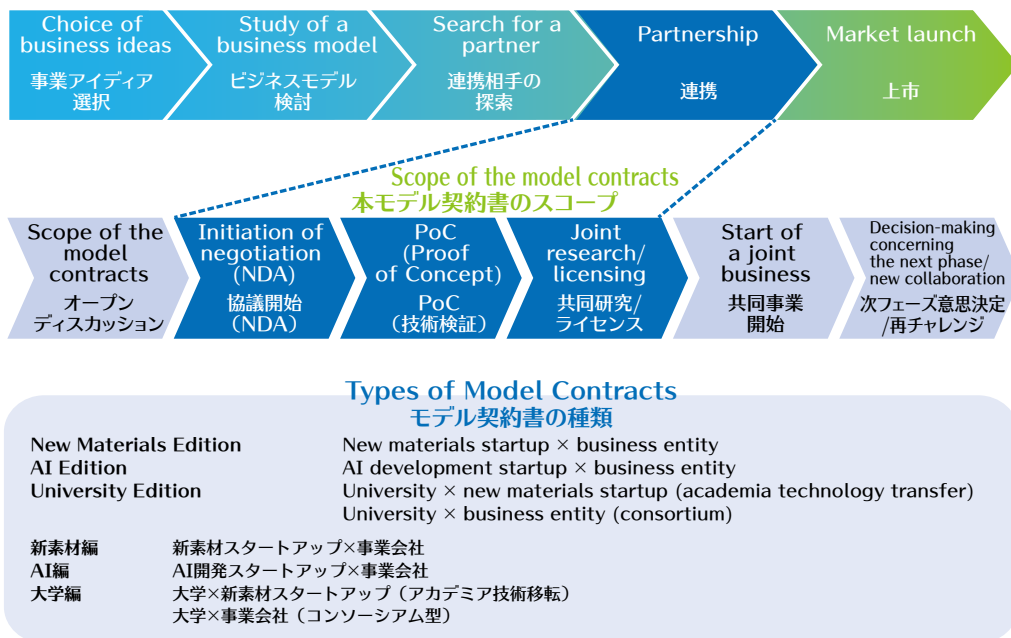 Choice of
business ideas
事業アイディア
選択
Study of a
business model
ビジネスモデル
検討
Search for a
partner
連携相手の
探索
Partnership
連携
Market launch
上市
Scope of the model contracts
本モデル契約書のスコープ
Scope of the
model
contracts
オープン
ディスカッション
Initiation of
negotiation
(NDA)
協議開始
（NDA）
PoC
(Proof
of Concept)
PoC
（技術検証）
Joint
research/
licensing
共同研究/
ライセンス
Start of
a joint
business
共同事業
開始
Decision-making
concerning
the next phase/
new collaboration
次フェーズ意思決定
/再チャレンジ
Types of Model Contracts
モデル契約書の種類
New Materials Edition New materials startup × business entity
AI Edition AI development startup × business entity
University Edition University × new materials startup (academia technology transfer)
University × business entity (consortium)
新素材編 新素材スタートアップ×事業会社
AI編 AI開発スタートアップ×事業会社
大学編 大学×新素材スタートアップ（アカデミア技術移転）
大学×事業会社（コンソーシアム型）